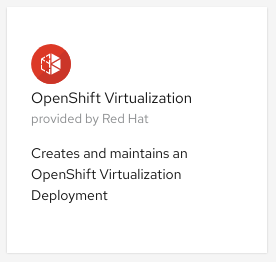 OpenShift Virtualization
provided by Red Hat
Creates and maintains an
OpenShift Virtualization
Deployment